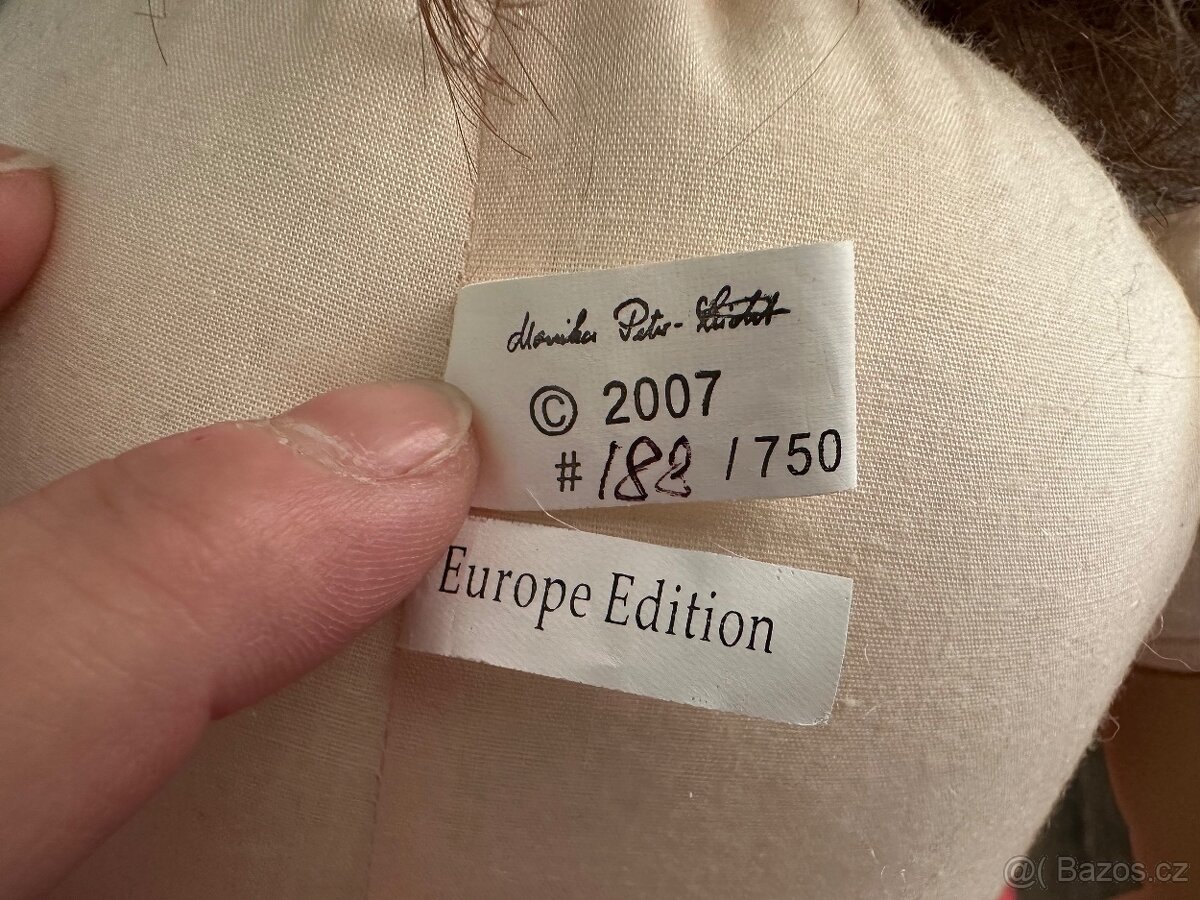 Monika Peter-Leicht
© 2007
# 182 / 750
Europe Edition
@( Bazos.cz